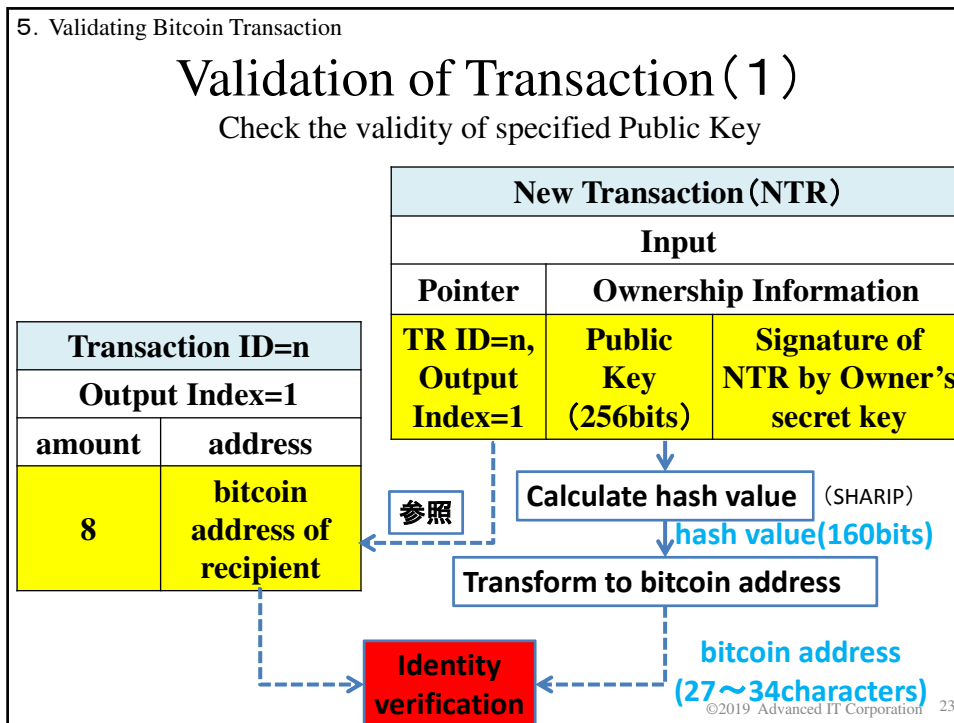 5. Validating Bitcoin Transaction
Validation of Transaction(1)
Check the validity of specified Public Key
New Transaction(NTR)
Input
Pointer
Ownership Information
TR ID=n,
Output
Index=1
Public
Key
(256bits)
Signature of
NTR by Owner's
secret key
Transaction ID=n
Output Index=1
amount
address
8
bitcoin
address of
recipient
参照
Calculate hash value
(SHARIP)
hash value(160bits)
Transform to bitcoin address
Identity
verification
bitcoin address
(27～34characters)
©2019 Advanced IT Corporation
23